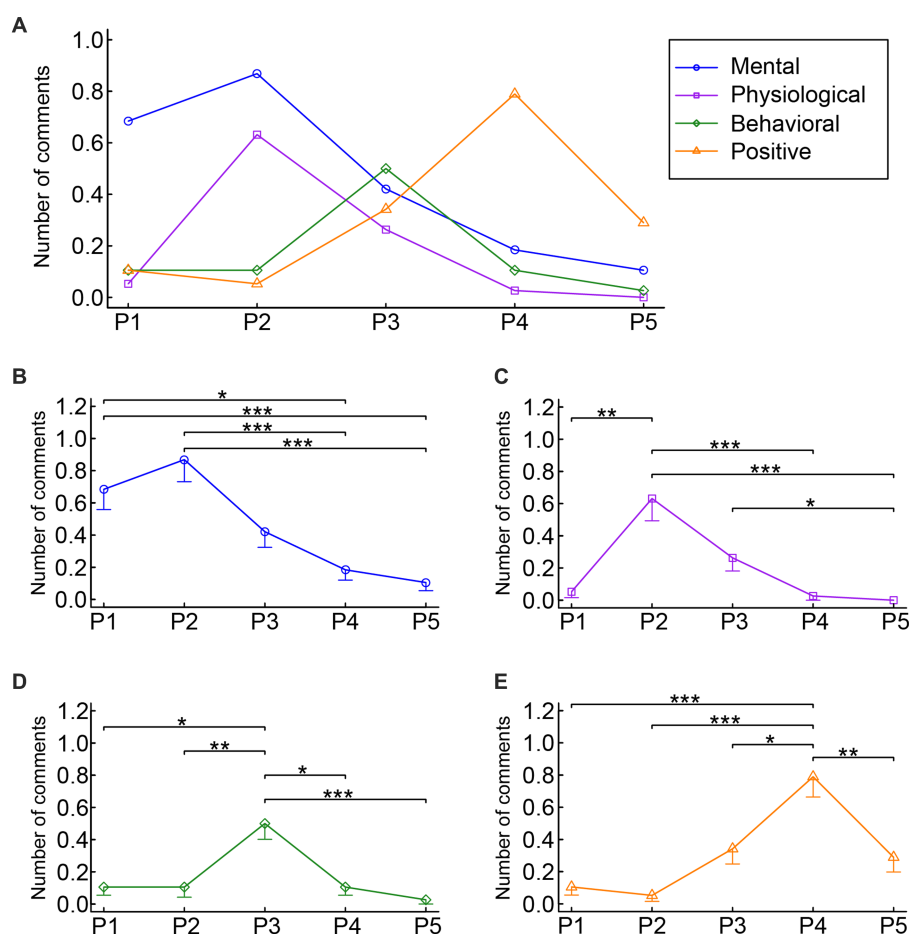 A
Number of comments
1.0
0.8
0.6
0.4
0.2
0.0
P1 P2 P3 P4 P5
Mental
Physiological
Behavioral
Positive
B
Number of comments
1.2
1.0
0.8
0.6
0.4
0.2
0.0
*
***
***
***
P1 P2 P3 P4 P5
C
Number of comments
1.2
1.0
0.8
0.6
0.4
0.2
0.0
**
***
***
*
P1 P2 P3 P4 P5
D
Number of comments
1.2
1.0
0.8
0.6
0.4
0.2
0.0
*
**
*
***
P1 P2 P3 P4 P5
E
Number of comments
1.2
1.0
0.8
0.6
0.4
0.2
0.0
***
***
*
**
P1 P2 P3 P4 P5